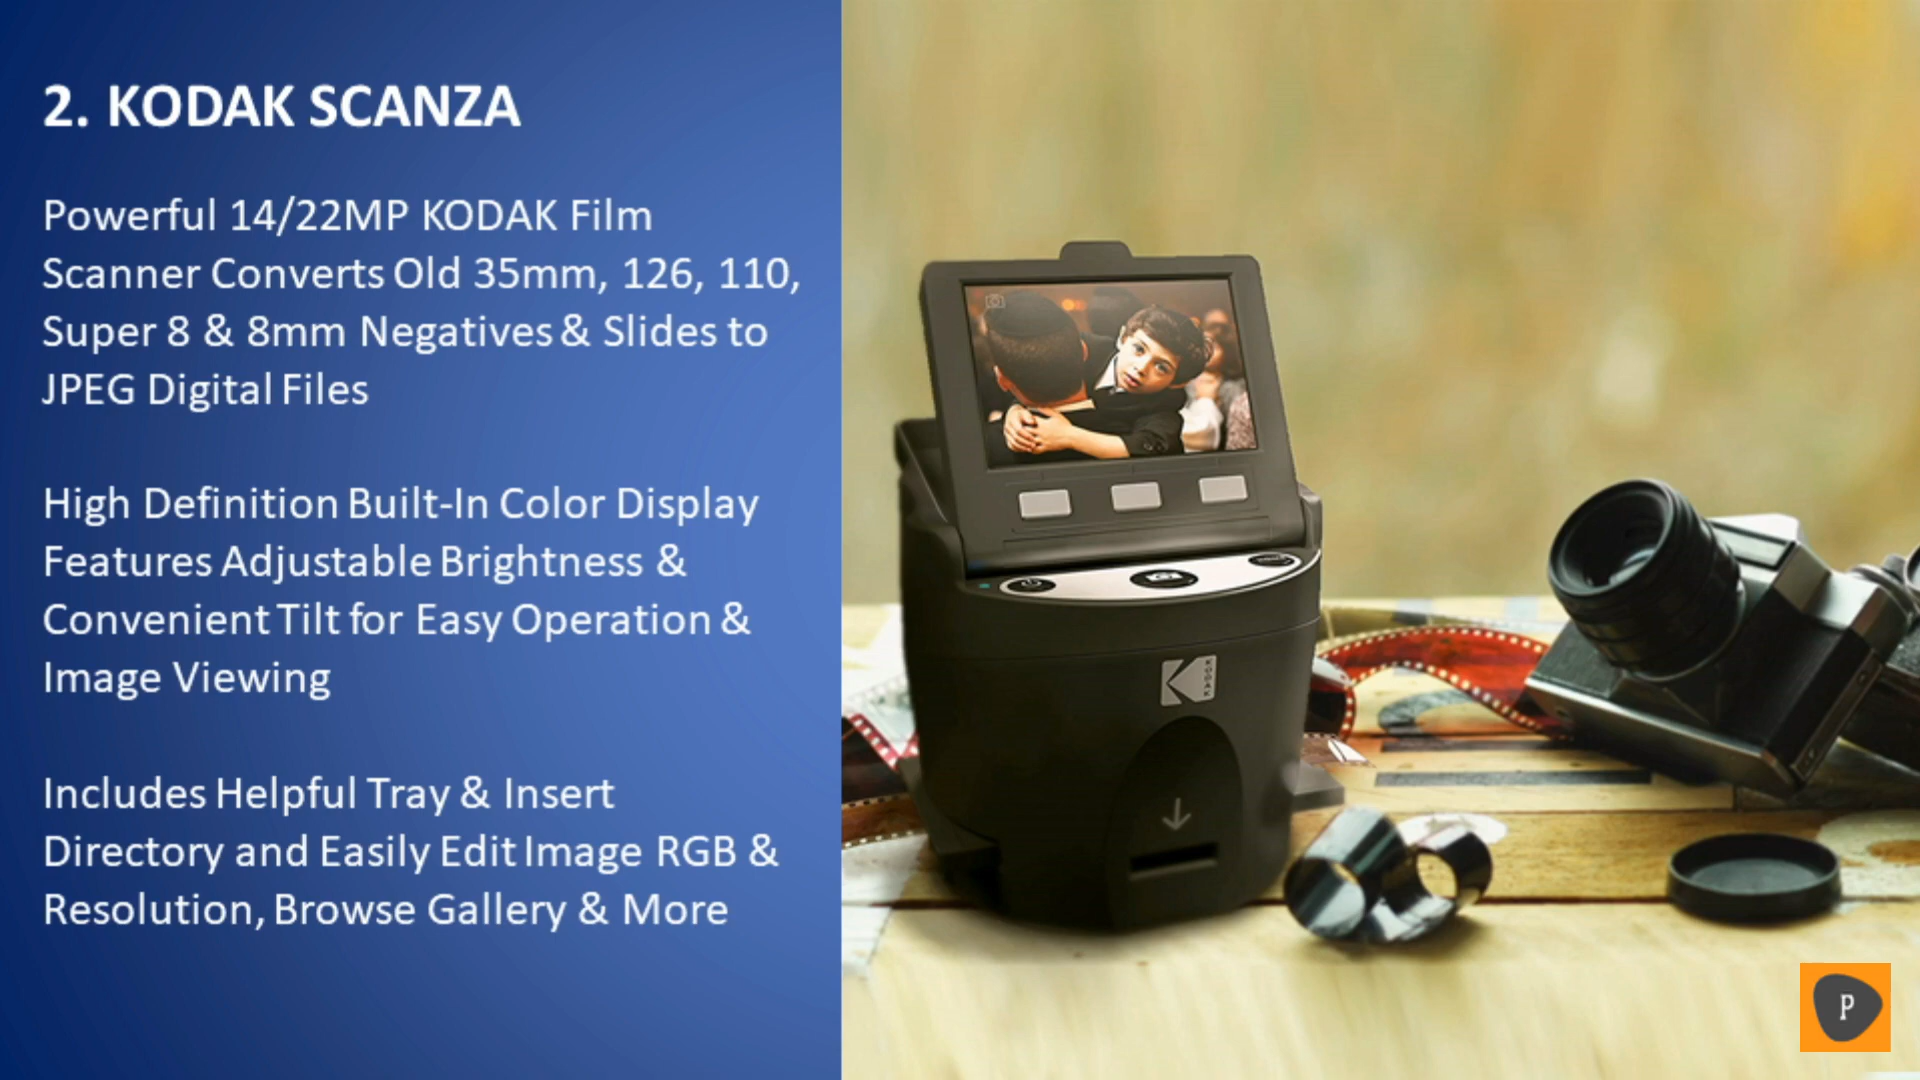 2. KODAK SCANZA
Powerful 14/22MP KODAK Film
Scanner Converts Old 35mm, 126, 110,
Super 8 & 8mm Negatives & Slides to
JPEG Digital Files
High Definition Built-In Color Display
Features Adjustable Brightness &
Convenient Tilt for Easy Operation &
Image Viewing
Includes Helpful Tray & Insert
Directory and Easily Edit Image RGB &
Resolution, Browse Gallery & More
KODAK
P